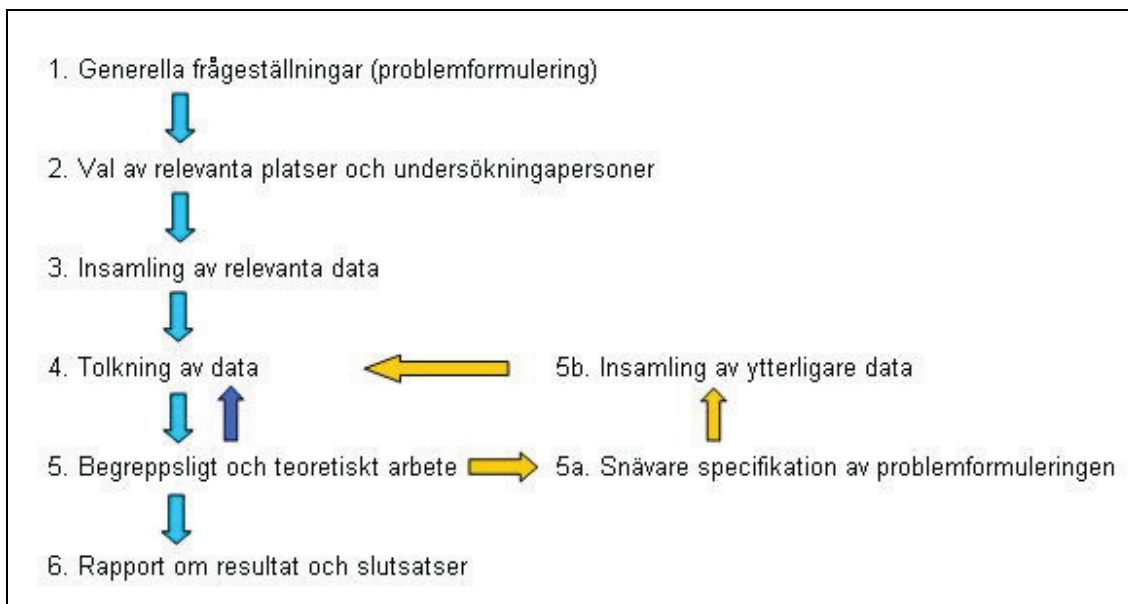 1. Generella frågeställningar (problemformulering)
2. Val av relevanta platser och undersökningapersoner
3. Insamling av relevanta data
4. Tolkning av data
5b. Insamling av ytterligare data
5. Begreppsligt och teoretiskt arbete
5a. Snävare specifikation av problemformuleringen
6. Rapport om resultat och slutsatser